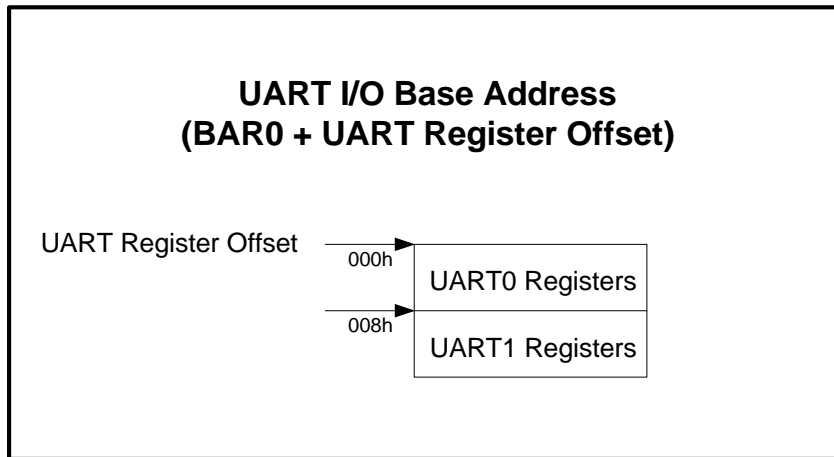 UART I/O Base Address
(BAR0 + UART Register Offset)
UART Register Offset
000h
UART0 Registers
008h
UART1 Registers